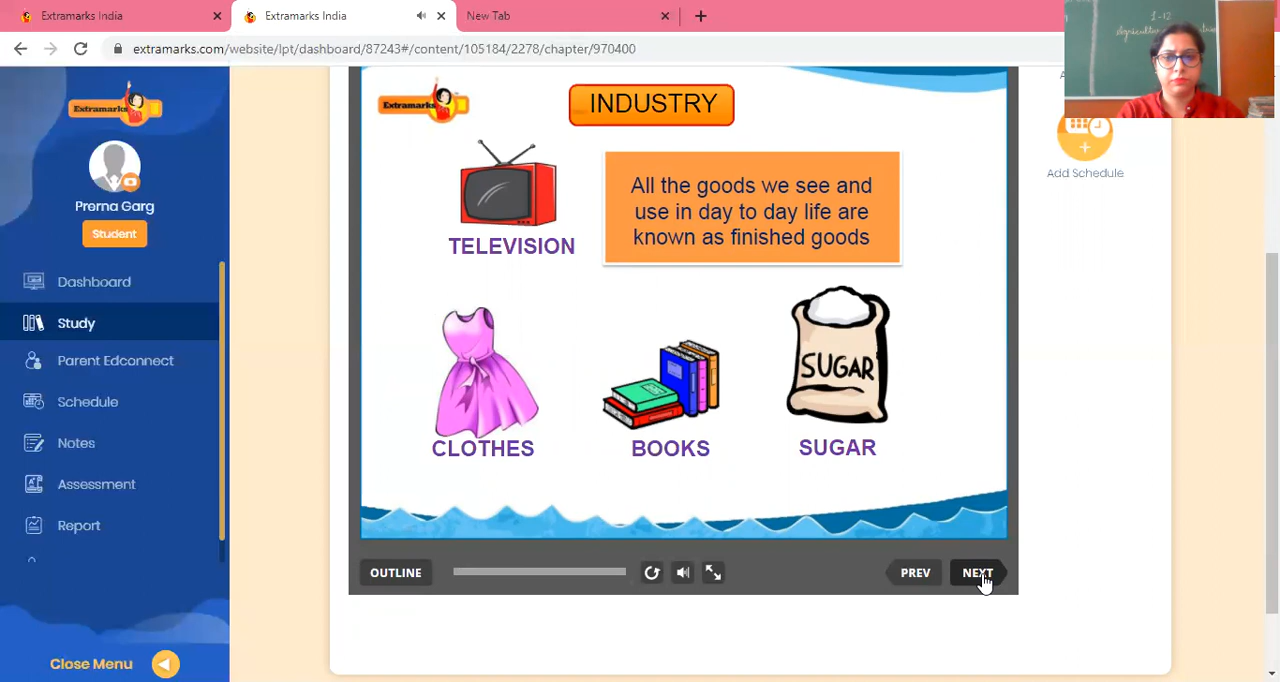 Extramarks India
Extramarks India
New Tab
extramarks.com/website/lpt/dashboard/87243#/content/105184/2278/chapter/970400
L-12
Extramarks
Prerna Garg
Student
Dashboard
Study
Parent Edconnect
Schedule
Notes
Assessment
Report
Close Menu
Extramarks
INDUSTRY
TELEVISION
All the goods we see and
use in day to day life are
known as finished goods
CLOTHES
BOOKS
SUGAR
SUGAR
OUTLINE
PREV
NEXT
Add Schedule